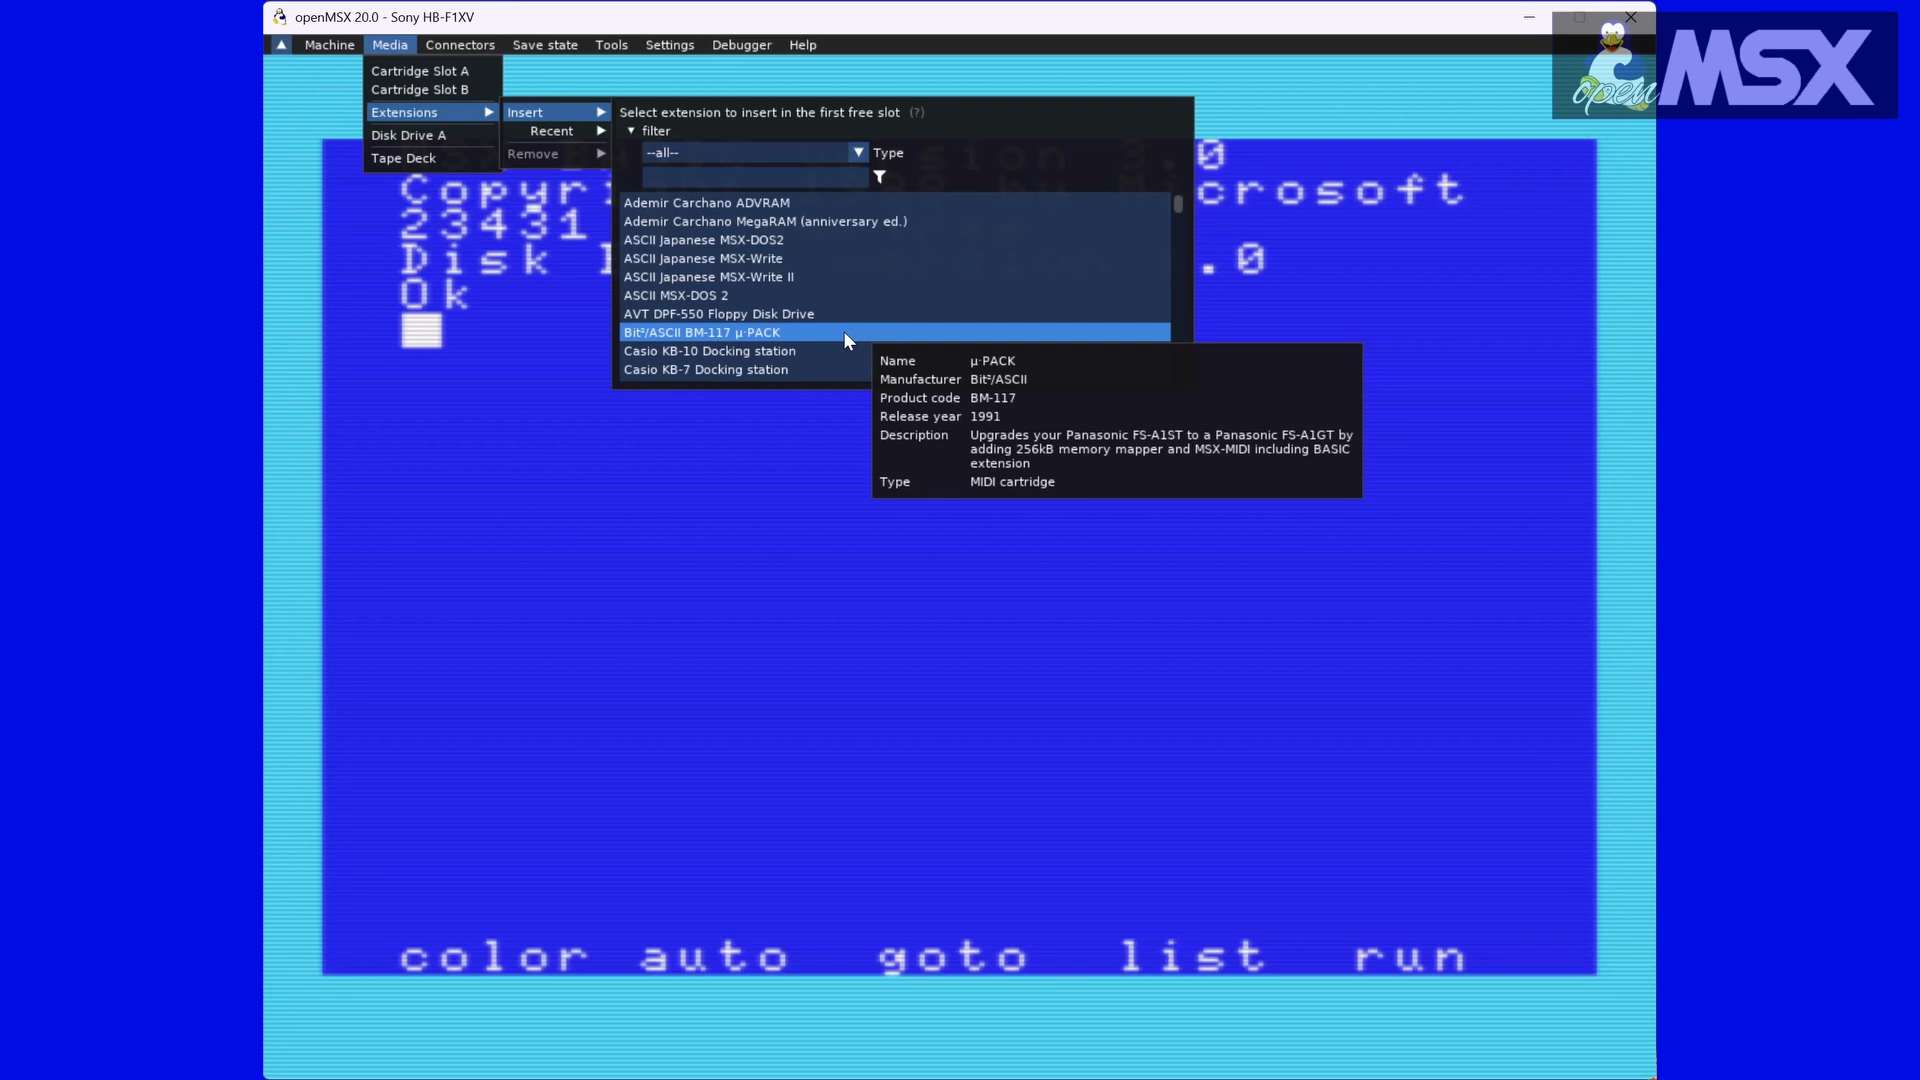 openMSX 20.0 - Sony HB-F1XV
Machine Media Connectors Save state Tools Settings Debugger Help
open MSX
Cartridge Slot A
Cartridge Slot B
Extensions
Disk Drive A
Tape Deck
Insert
Recent
Remove
Select extension to insert in the first free slot (?)
filter
--all-- Type
Ademir Carchano ADVRAM
Ademir Carchano MegaRAM (anniversary ed.)
ASCII Japanese MSX-DOS2
ASCII Japanese MSX-Write
ASCII Japanese MSX-Write II
ASCII MSX-DOS 2
AVT DPF-550 Floppy Disk Drive
Bit²/ASCII BM-117 µ·PACK
Casio KB-10 Docking station
Casio KB-7 Docking station
Name µ·PACK
Manufacturer Bit²/ASCII
Product code BM-117
Release year 1991
Description Upgrades your Panasonic FS-A1ST to a Panasonic FS-A1GT by
adding 256kB memory mapper and MSX-MIDI including BASIC
extension
Type MIDI cartridge
23431
Disk
.0
Ok
color auto goto list run